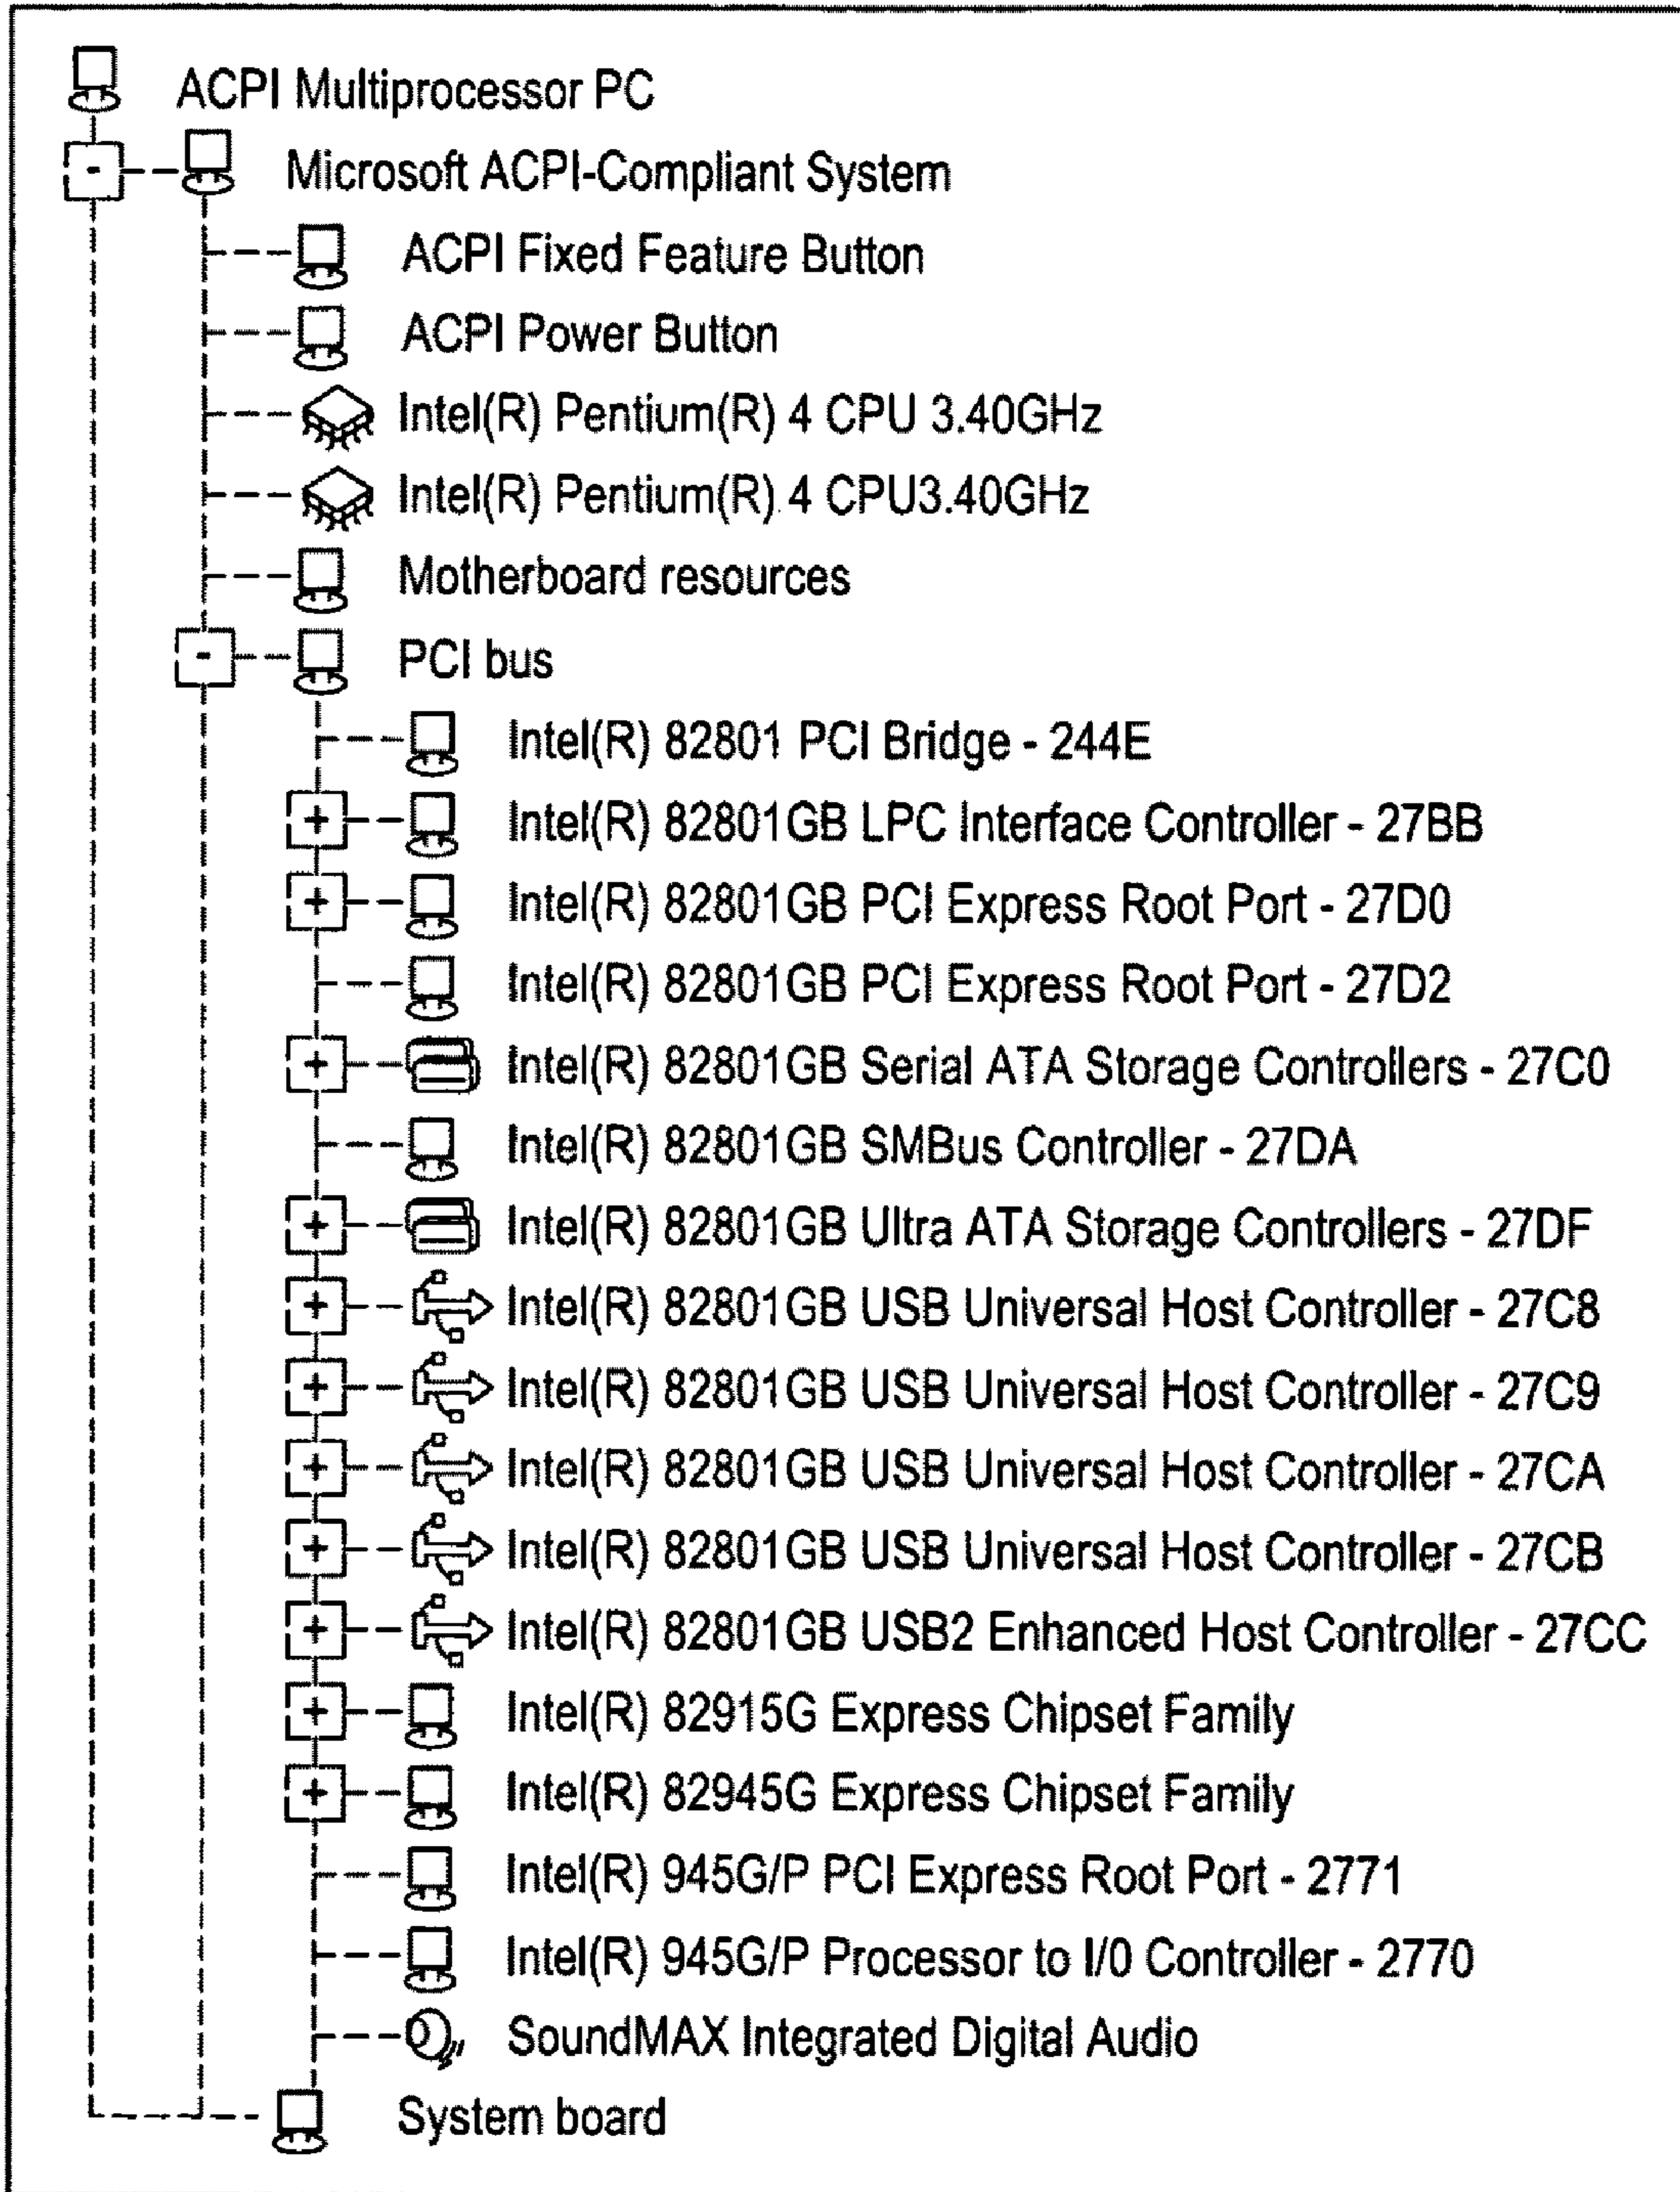 ACPI Multiprocessor PC
Microsoft ACPI-Compliant System
ACPI Fixed Feature Button
ACPI Power Button
Intel(R) Pentium(R) 4 CPU 3.40GHz
Intel(R) Pentium(R) 4 CPU3.40GHz
Motherboard resources
PCI bus
Intel(R) 82801 PCI Bridge - 244E
Intel(R) 82801GB LPC Interface Controller - 27BB
Intel(R) 82801GB PCI Express Root Port - 27D0
Intel(R) 82801GB PCI Express Root Port - 27D2
Intel(R) 82801GB Serial ATA Storage Controllers - 27C0
Intel(R) 82801GB SMBus Controller - 27DA
Intel(R) 82801GB Ultra ATA Storage Controllers - 27DF
Intel(R) 82801GB USB Universal Host Controller - 27C8
Intel(R) 82801GB USB Universal Host Controller - 27C9
Intel(R) 82801GB USB Universal Host Controller - 27CA
Intel(R) 82801GB USB Universal Host Controller - 27CB
Intel(R) 82801GB USB2 Enhanced Host Controller - 27CC
Intel(R) 82915G Express Chipset Family
Intel(R) 82945G Express Chipset Family
Intel(R) 945G/P PCI Express Root Port - 2771
Intel(R) 945G/P Processor to I/0 Controller - 2770
SoundMAX Integrated Digital Audio
System board